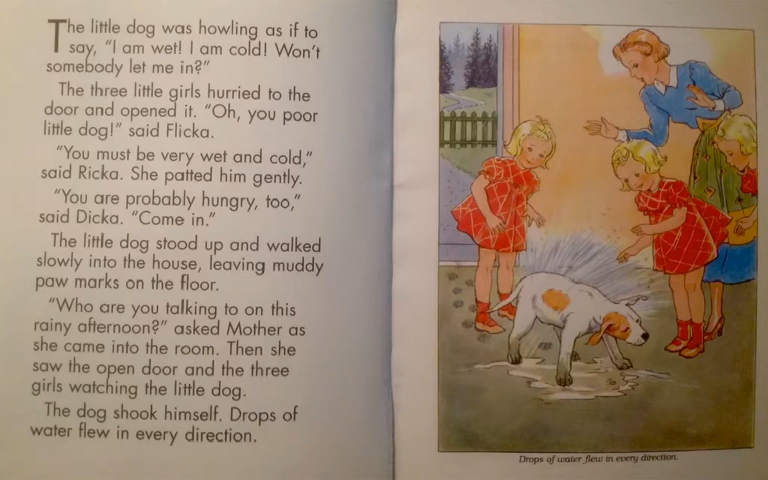 The little dog was howling as if to
say, "I am wet! I am cold! Won't
somebody let me in?"
The three little girls hurried to the
door and opened it. "Oh, you poor
little dog!" said Flicka.
"You must be very wet and cold,"
said Ricka. She patted him gently.
"You are probably hungry, too,"
said Dicka. "Come in."
The little dog stood up and walked
slowly into the house, leaving muddy
paw marks on the floor.
"Who are you talking to on this
rainy afternoon?" asked Mother as
she came into the room. Then she
saw the open door and the three
girls watching the little dog.
The dog shook himself. Drops of
water flew in every direction.
Drops of water flew in every direction.